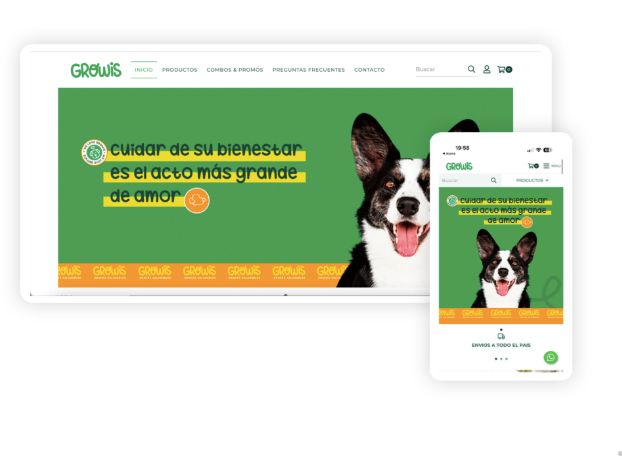 GROWIS
INICIO PRODUCTOS COMBOS & PROMOS PREGUNTAS FRECUENTES CONTACTO
Buscar
0
cuidar de su bienestar
es el acto más grande
de amor
GROWIS GROWIS GROWIS GROWIS GROWIS GROWIS GROWIS
19:56
GROWIS
0 MENÚ
Buscar
PRODUCTOS
cuidar de su bienestar
es el acto más grande
de amor
GROWIS GROWIS GROWIS GROWIS GROWIS
ENVIOS A TODO EL PAIS